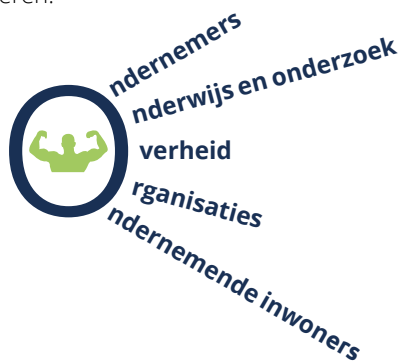 eren.
O
ndernemers
nderwijs en onderzoek
verheid
rganisaties
ndernemende inwoners